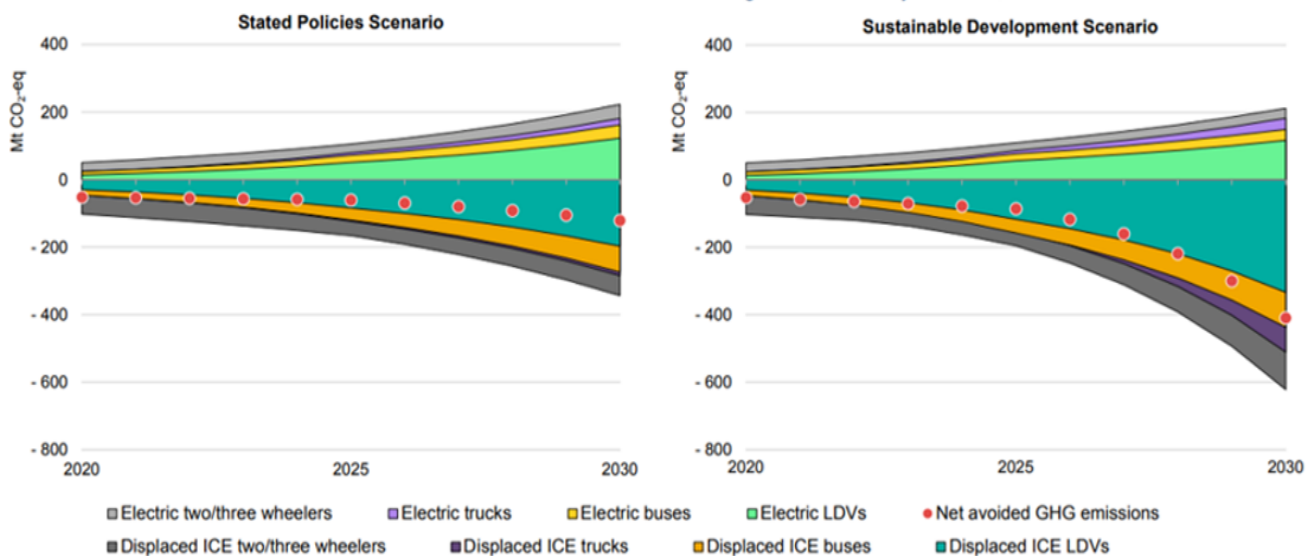 Stated Policies Scenario
Sustainable Development Scenario
Mt CO₂-eq
400
200
0
- 200
- 400
- 600
- 800
2020
2025
2030
Mt CO₂-eq
400
200
0
- 200
- 400
- 600
- 800
2020
2025
2030
Electric two/three wheelers
Electric trucks
Electric buses
Electric LDVs
Net avoided GHG emissions
Displaced ICE two/three wheelers
Displaced ICE trucks
Displaced ICE buses
Displaced ICE LDVs